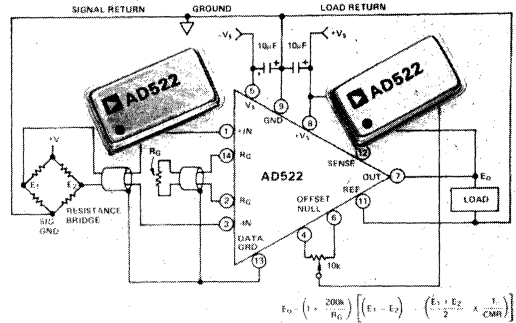 SIGNAL RETURN
GROUND
LOAD RETURN
-Vs
10μF
10μF
+Vs
AD522
AD522
5
Vs
9
GND
8
+Vs
1
+IN
14
RG
RG
2
RG
3
-IN
AD522
12
SENSE
OUT
7
Eo
REF
11
LOAD
OFFSET
NULL
4
6
10k
DATA
GRD
13
+V
E1
E2
SIG
GND
RESISTANCE
BRIDGE
Eo = (1 + 200k / RG) [(E1 - E2) (E1 + E2 / 2 x 1 / CMR)]